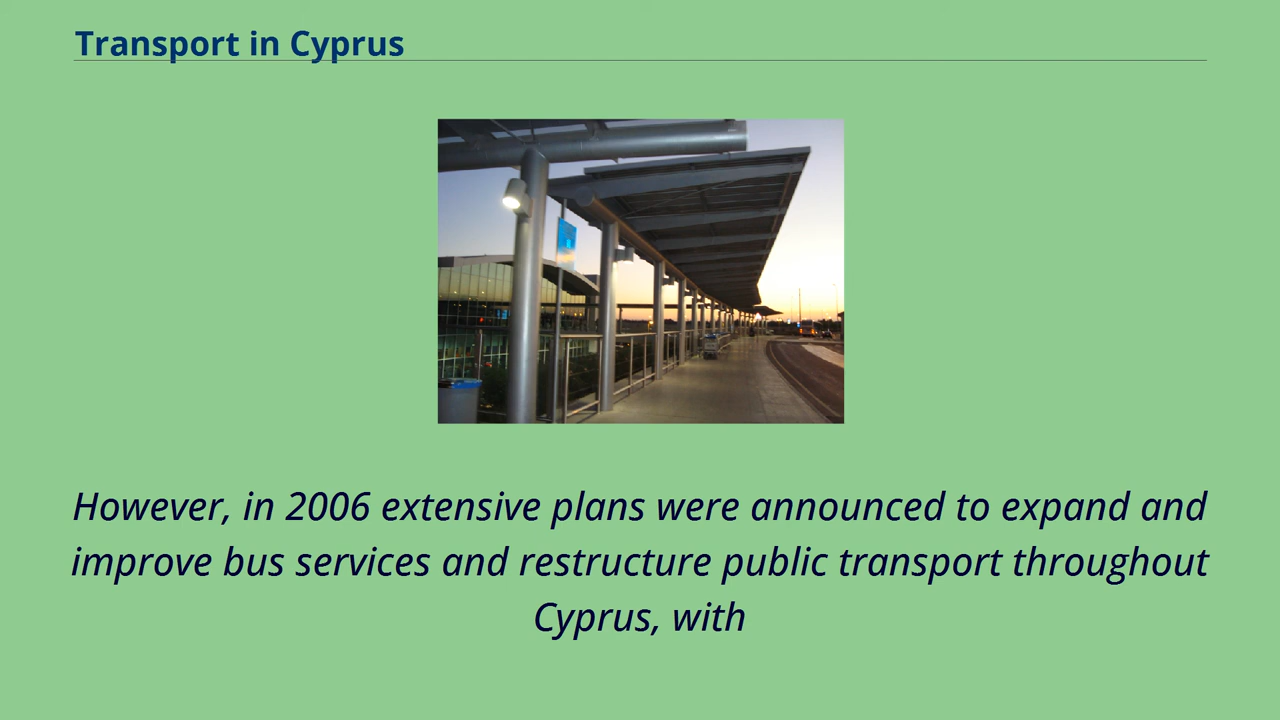 Transport in Cyprus
However, in 2006 extensive plans were announced to expand and
improve bus services and restructure public transport throughout
Cyprus, with